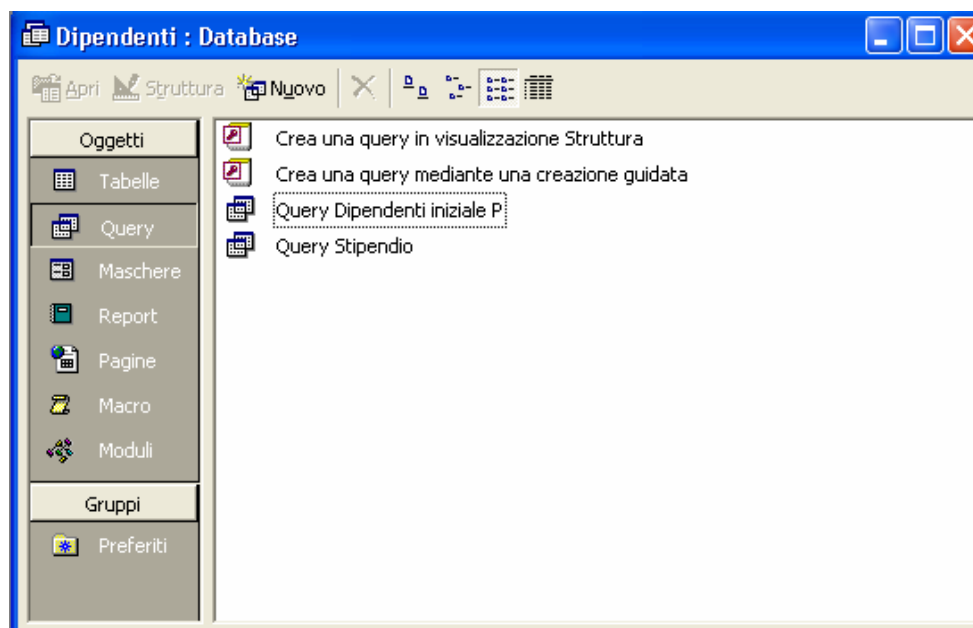 Dipendenti : Database
Apri Struttura Nuovo
Oggetti
Tabelle
Query
Maschere
Report
Pagine
Macro
Moduli
Gruppi
Preferiti
Crea una query in visualizzazione Struttura
Crea una query mediante una creazione guidata
Query Dipendenti iniziale P
Query Stipendio